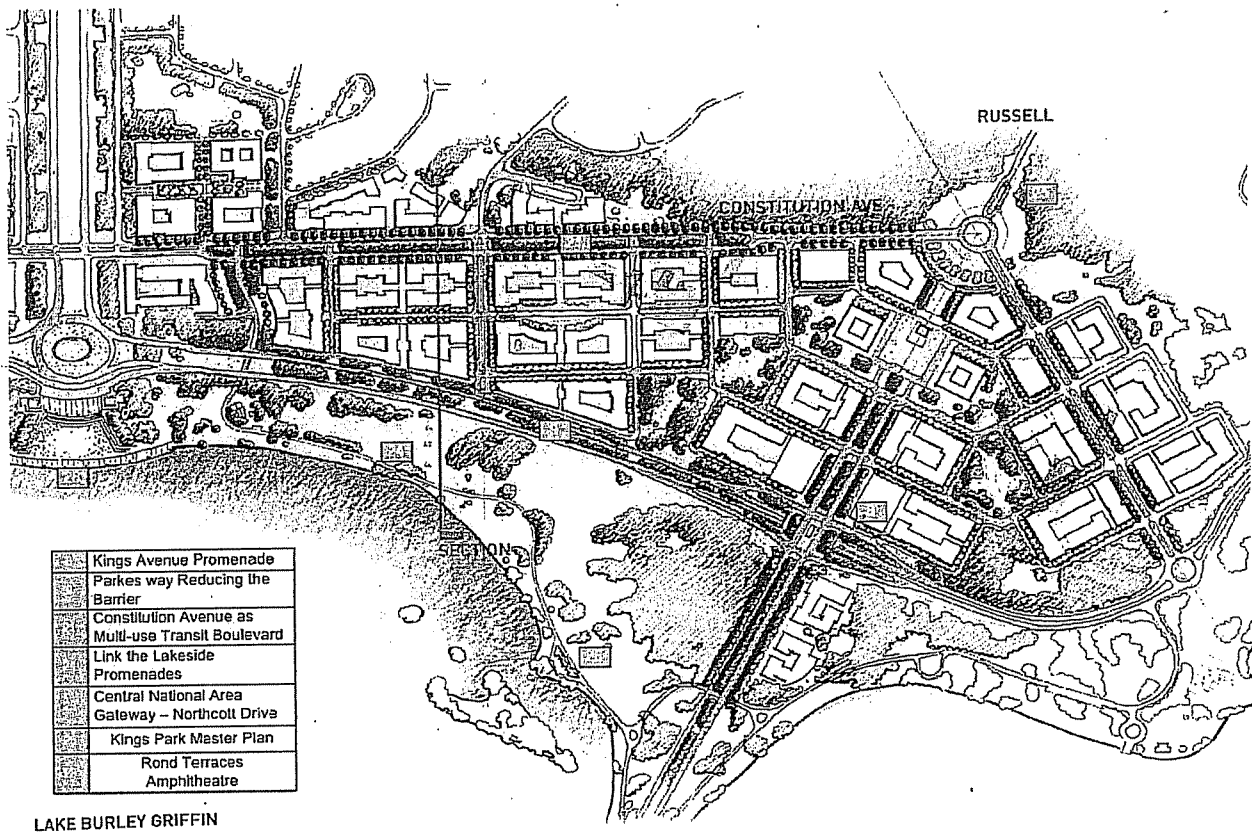 RUSSELL
CONSTITUTION AVE
SECTION
Kings Avenue Promenade
Parkes way Reducing the
Barrier
Constitution Avenue as
Multi-use Transit Boulevard
Link the Lakeside
Promenades
Central National Area
Gateway – Northcott Drive
Kings Park Master Plan
Rond Terraces
Amphitheatre
LAKE BURLEY GRIFFIN